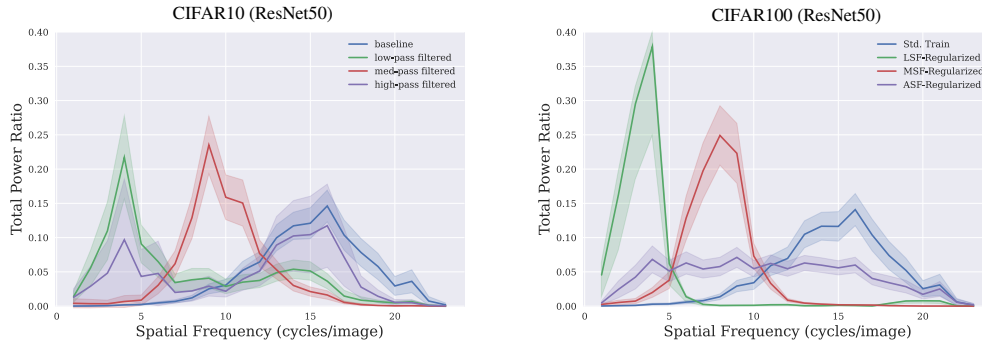 CIFAR10 (ResNet50)
0.40
0.35
0.30
0.25
0.20
0.15
0.10
0.05
0.00
Total Power Ratio
baseline
low-pass filtered
med-pass filtered
high-pass filtered
0 5 10 15 20
Spatial Frequency (cycles/image)
CIFAR100 (ResNet50)
0.40
0.35
0.30
0.25
0.20
0.15
0.10
0.05
0.00
Total Power Ratio
Std. Train
LSF-Regularized
MSF-Regularized
ASF-Regularized
0 5 10 15 20
Spatial Frequency (cycles/image)